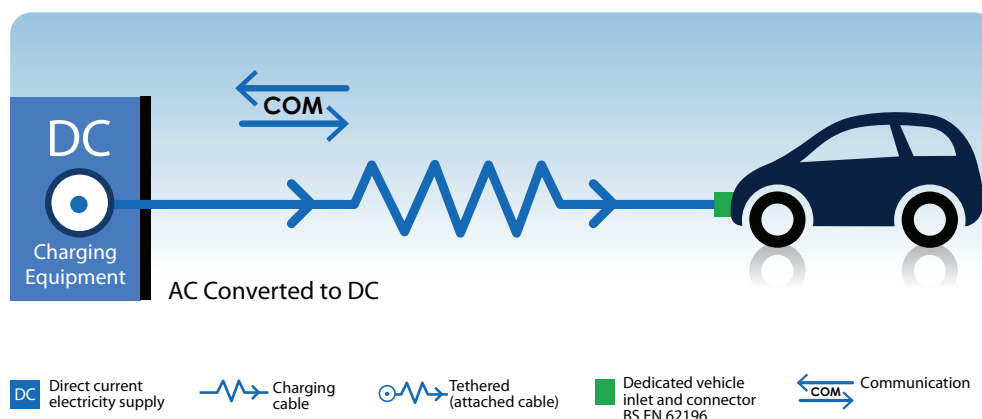 COM
DC
Charging
Equipment
AC Converted to DC
DC
Direct current
electricity supply
Charging
cable
Tethered
(attached cable)
Dedicated vehicle
inlet and connector
BS EN 62196
COM
Communication